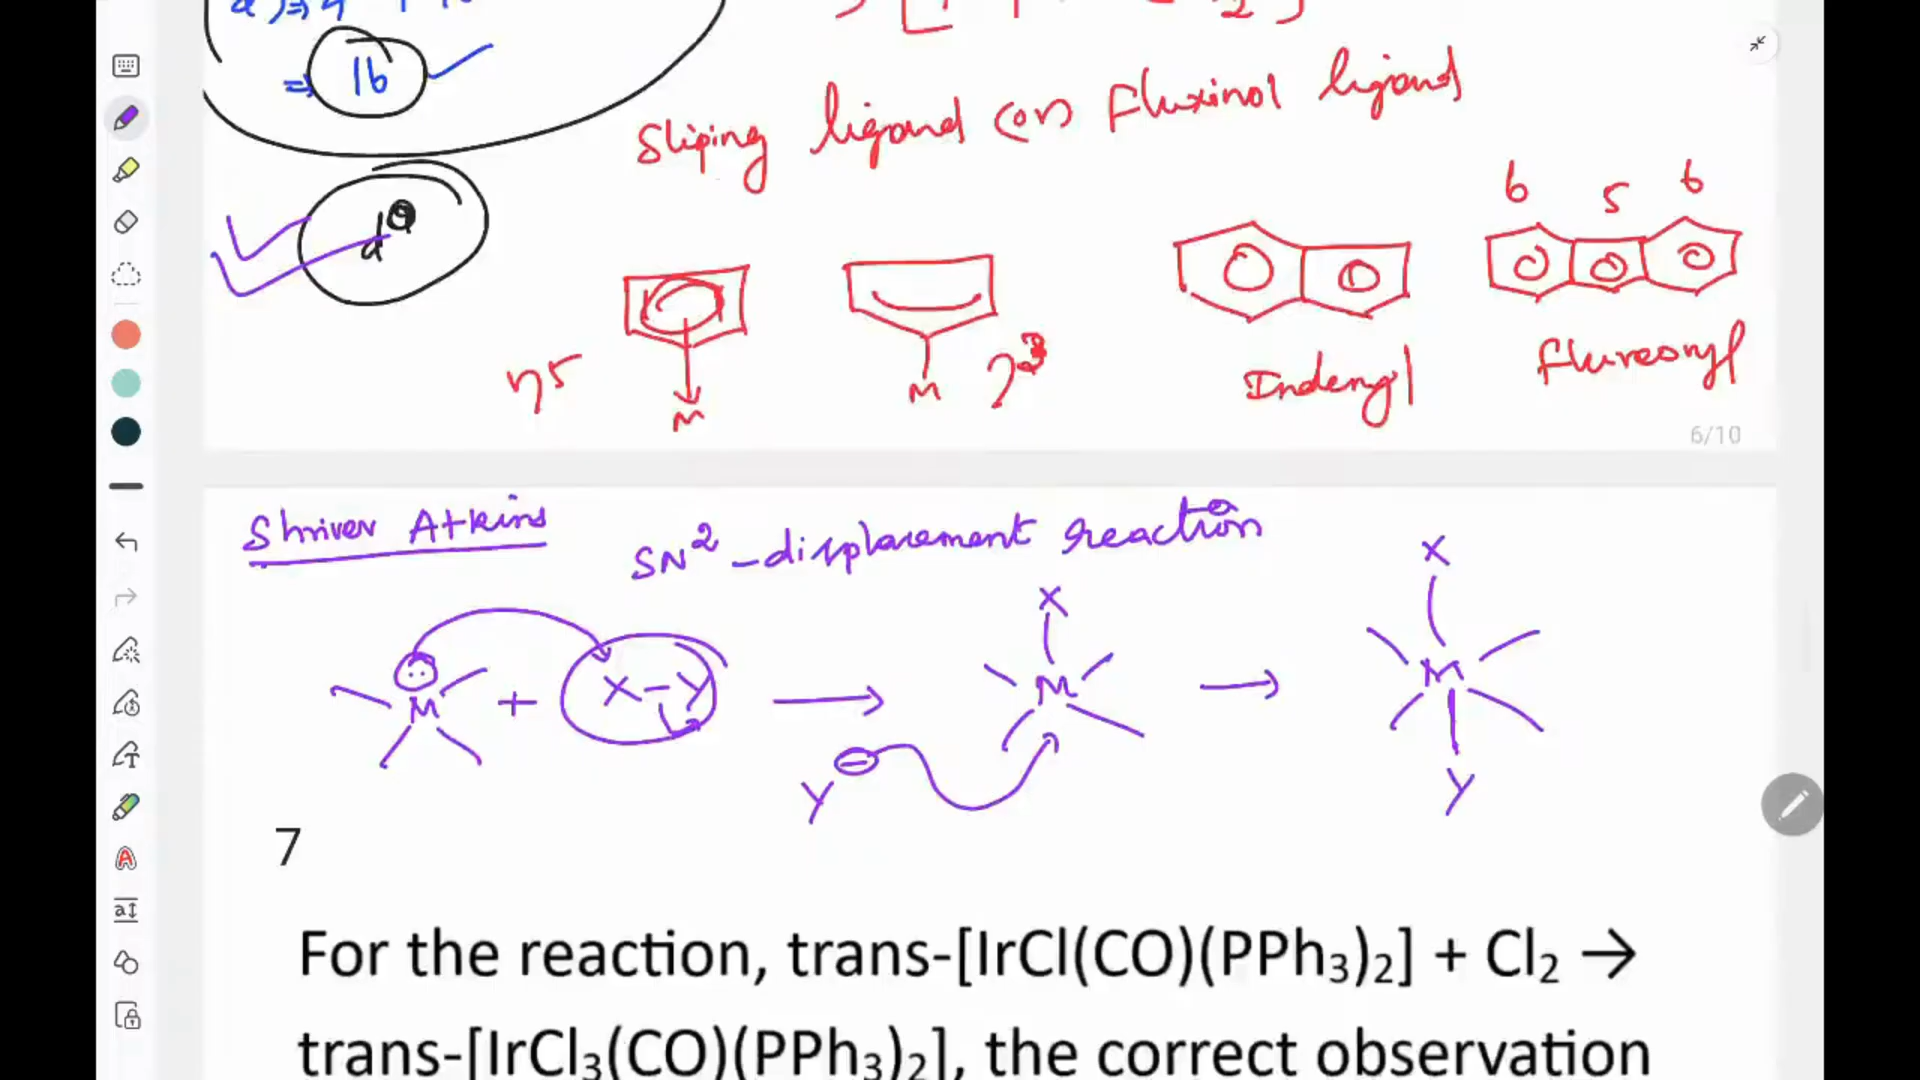 => 16
Sliping ligand (or) Fluxinol ligand
d
6 5 6
η5
M
M
η3
Indenyl
flureonyl
6/10
Shriver Atkins
SN2 - displacement reaction
X
X
M + X-Y → M → M
Y ⊖
Y
7
For the reaction, trans-[IrCl(CO)(PPh₃)₂] + Cl₂ →
trans-[IrCl₃(CO)(PPh₃)₂], the correct observation